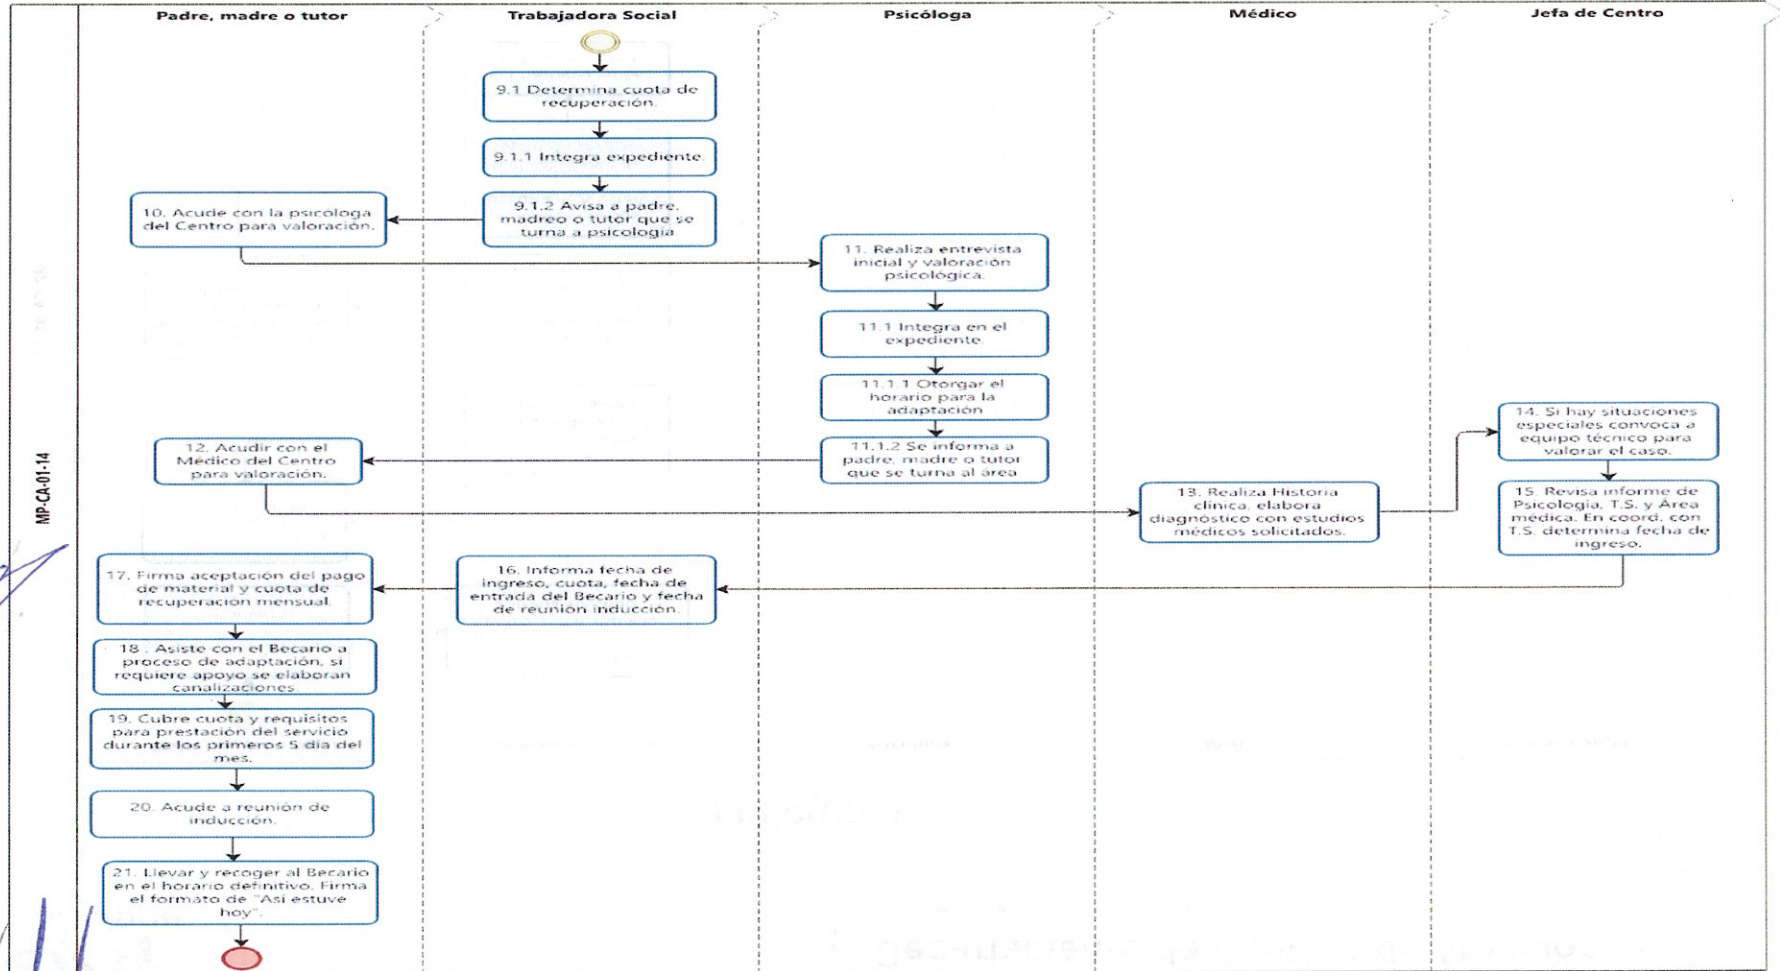 Padre, madre o tutor
Trabajadora Social
Psicóloga
Médico
Jefa de Centro
MP-CA-01-14
9.1 Determina cuota de
recuperación.
9.1.1 Integra expediente.
9.1.2 Avisa a padre,
madreo o tutor que se
turna a psicología
10. Acude con la psicóloga
del Centro para valoración.
11. Realiza entrevista
inicial y valoración
psicológica.
11.1 Integra en el
expediente.
11.1.1 Otorgar el
horario para la
adaptación
11.1.2 Se informa a
padre, madre o tutor
que se turna al área
12. Acudir con el
Médico del Centro
para valoración.
13. Realiza Historia
clínica, elabora
diagnóstico con estudios
médicos solicitados.
14. Si hay situaciones
especiales convoca a
equipo técnico para
valorar el caso.
15. Revisa informe de
Psicología, T.S. y Área
médica. En coord. con
T.S. determina fecha de
ingreso.
16. Informa fecha de
ingreso, cuota, fecha de
entrada del Becario y fecha
de reunión inducción.
17. Firma aceptación del pago
de material y cuota de
recuperación mensual.
18 . Asiste con el Becario a
proceso de adaptación, si
requiere apoyo se elaboran
canalizaciones.
19. Cubre cuota y requisitos
para prestación del servicio
durante los primeros 5 día del
mes.
20. Acude a reunión de
inducción.
21. Llevar y recoger al Becario
en el horario definitivo. Firma
el formato de "Así estuve
hoy".